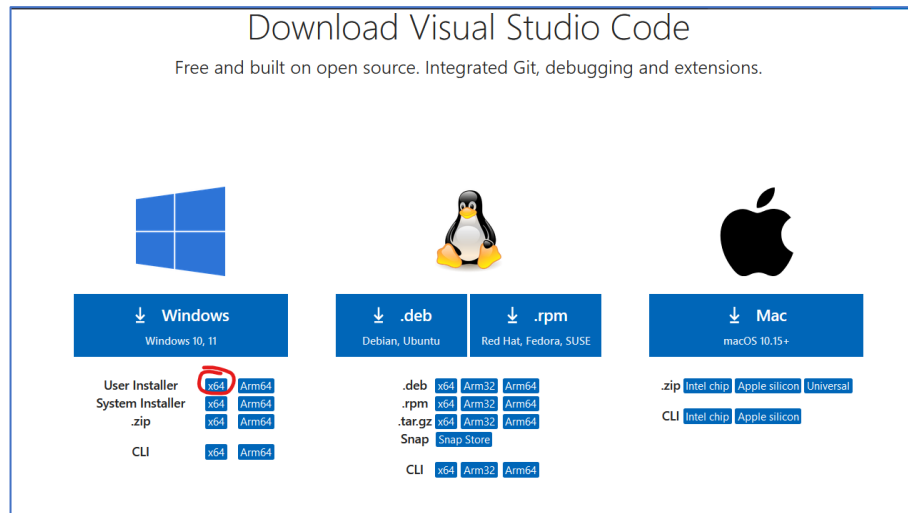 Download Visual Studio Code
Free and built on open source. Integrated Git, debugging and extensions.
Windows
Windows 10, 11
User Installer x64 Arm64
System Installer x64 Arm64
.zip x64 Arm64
CLI x64 Arm64
.deb
Debian, Ubuntu
.rpm
Red Hat, Fedora, SUSE
.deb x64 Arm32 Arm64
.rpm x64 Arm32 Arm64
.tar.gz x64 Arm32 Arm64
Snap Snap Store
CLI x64 Arm32 Arm64
Mac
macOS 10.15+
.zip Intel chip Apple silicon Universal
CLI Intel chip Apple silicon